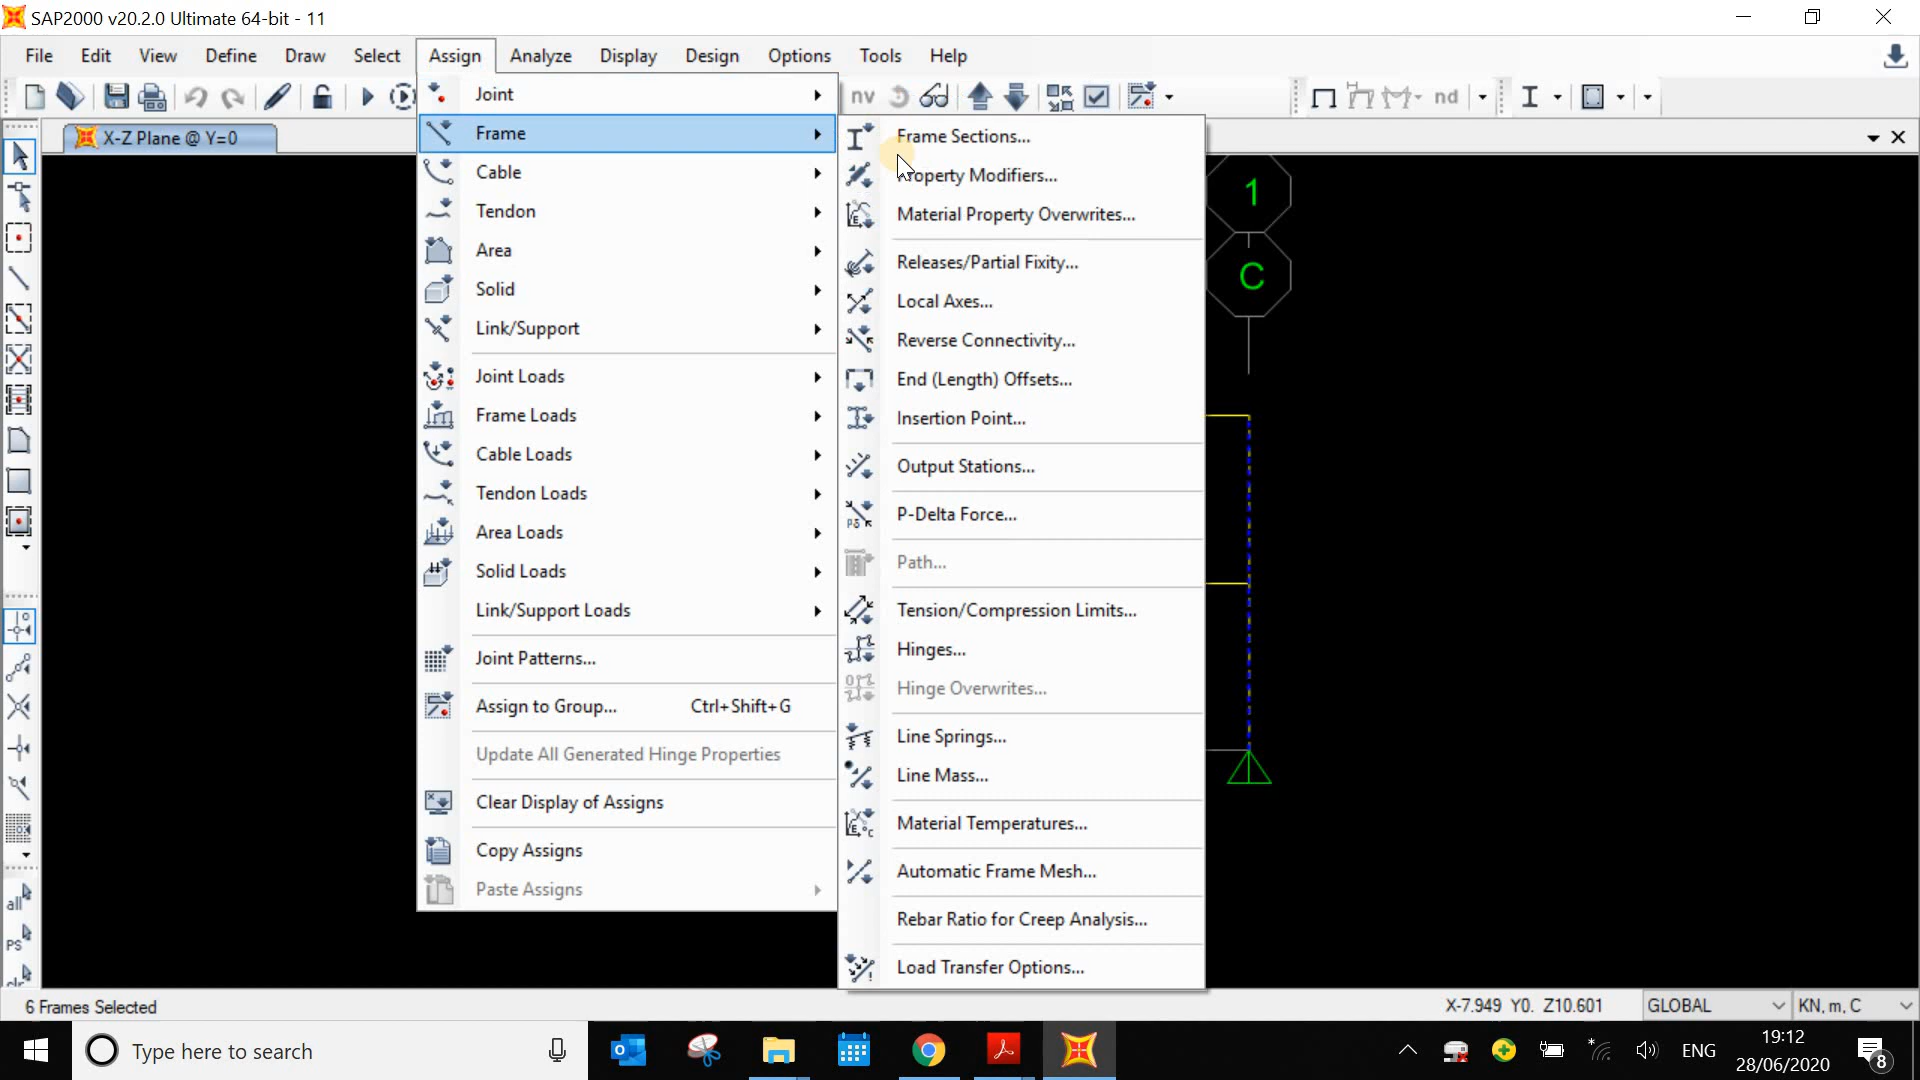 SAP2000 v20.2.0 Ultimate 64-bit - 11
File Edit View Define Draw Select Assign Analyze Display Design Options Tools Help
nv nd
X-Z Plane @ Y=0
Joint
Frame
Cable
Tendon
Area
Solid
Link/Support
Joint Loads
Frame Loads
Cable Loads
Tendon Loads
Area Loads
Solid Loads
Link/Support Loads
Joint Patterns...
Assign to Group... Ctrl+Shift+G
Update All Generated Hinge Properties
Clear Display of Assigns
Copy Assigns
Paste Assigns
Frame Sections...
Property Modifiers...
Material Property Overwrites...
Releases/Partial Fixity...
Local Axes...
Reverse Connectivity...
End (Length) Offsets...
Insertion Point...
Output Stations...
P-Delta Force...
Path...
Tension/Compression Limits...
Hinges...
Hinge Overwrites...
Line Springs...
Line Mass...
Material Temperatures...
Automatic Frame Mesh...
Rebar Ratio for Creep Analysis...
Load Transfer Options...
1
C
all
PS
clr
6 Frames Selected
X-7.949 Y0. Z10.601
GLOBAL
KN, m, C
Type here to search
ENG
19:12
28/06/2020
8